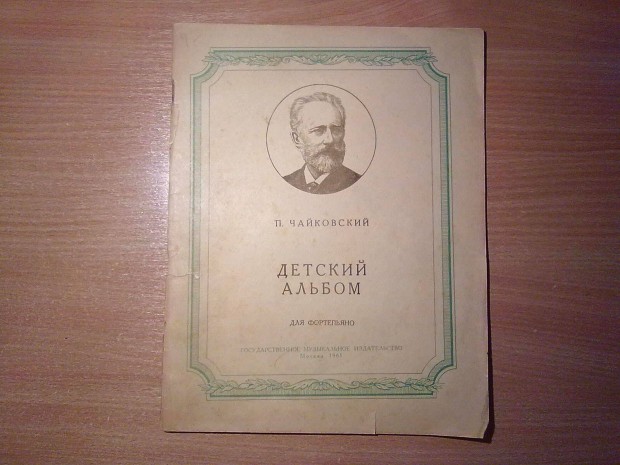 П. ЧАЙКОВСКИЙ
ДЕТСКИЙ
АЛЬБОМ
ДЛЯ ФОРТЕПЬЯНО
ГОСУДАРСТВЕННОЕ МУЗЫКАЛЬНОЕ ИЗДАТЕЛЬСТВО
Москва